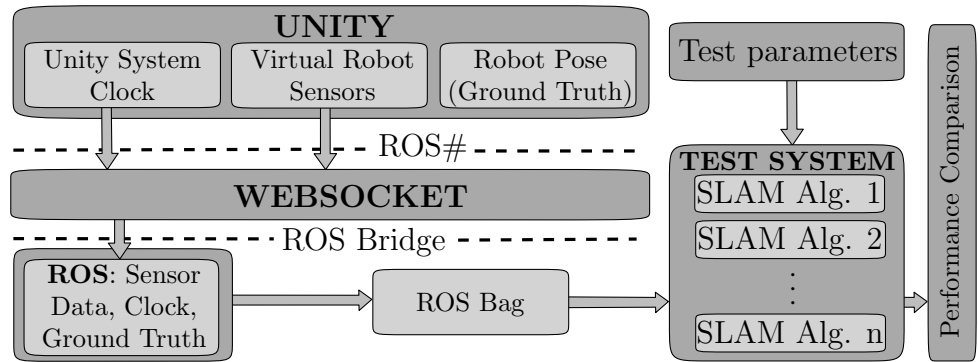 UNITY
Unity System
Clock
Virtual Robot
Sensors
Robot Pose
(Ground Truth)
ROS#
WEBSOCKET
ROS Bridge
ROS: Sensor
Data, Clock,
Ground Truth
ROS Bag
Test parameters
TEST SYSTEM
SLAM Alg. 1
SLAM Alg. 2
⋮
SLAM Alg. n
Performance Comparison